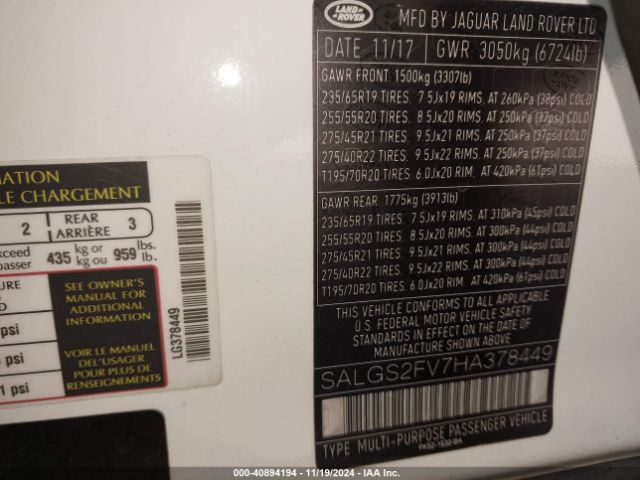 LAND ROVER
MFD BY JAGUAR LAND ROVER LTD
DATE 11/17 GWR 3050kg (6724lb)
GAWR FRONT 1500kg (3307lb)
235/65R19 TIRES. 7.5Jx19 RIMS. AT 260kPa (38psi) COLD
255/55R20 TIRES. 8.5Jx20 RIMS. AT 250kPa (37psi) COLD
275/45R21 TIRES. 9.5Jx21 RIMS. AT 250kPa (37psi) COLD
275/40R22 TIRES. 9.5Jx22 RIMS. AT 250kPa (37psi) COLD
T195/70R20 TIRES. 6.0Jx20 RIM. AT 420kPa (61psi) COLD
GAWR REAR 1775kg (3913lb)
235/65R19 TIRES. 7.5Jx19 RIMS. AT 310kPa (45psi) COLD
255/55R20 TIRES. 8.5Jx20 RIMS. AT 300kPa (44psi) COLD
275/45R21 TIRES. 9.5Jx21 RIMS. AT 300kPa (44psi) COLD
275/40R22 TIRES. 9.5Jx22 RIMS. AT 300kPa (44psi) COLD
T195/70R20 TIRES. 6.0Jx20 RIM. AT 420kPa (61psi) COLD
THIS VEHICLE CONFORMS TO ALL APPLICABLE
U.S FEDERAL MOTOR VEHICLE SAFETY
STANDARDS IN EFFECT ON THE DATE OF
MANUFACTURE SHOWN ABOVE
SALGS2FV7HA378449
TYPE MULTI-PURPOSE PASSENGER VEHICLE
MATION
LE CHARGEMENT
2 REAR ARRIÈRE 3
xceed
passer 435 kg or kg ou 959 lbs. lb.
URE
SEE OWNER'S
MANUAL FOR
ADDITIONAL
INFORMATION
psi
psi
VOIR LE MANUEL
DEL'USAGER
POUR PLUS DE
RENSEIGNMENTS
1 psi
LG378449
000-40894194 - 11/19/2024 - IAA Inc.